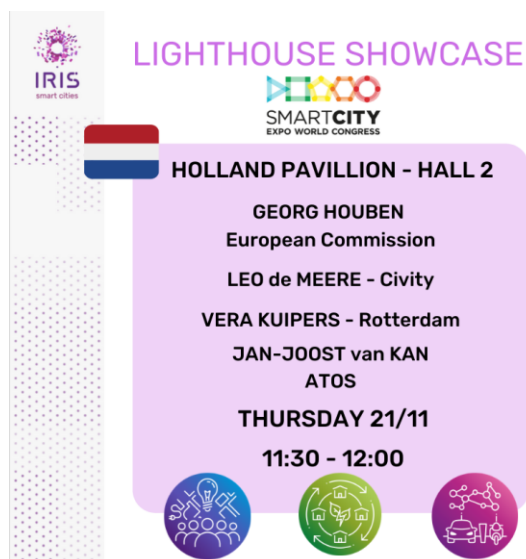 IRIS
smart cities
LIGHTHOUSE SHOWCASE
SMARTCITY
EXPO WORLD CONGRESS
HOLLAND PAVILLION - HALL 2
GEORG HOUBEN
European Commission
LEO de MEERE - Civity
VERA KUIPERS - Rotterdam
JAN-JOOST van KAN
ATOS
THURSDAY 21/11
11:30 - 12:00